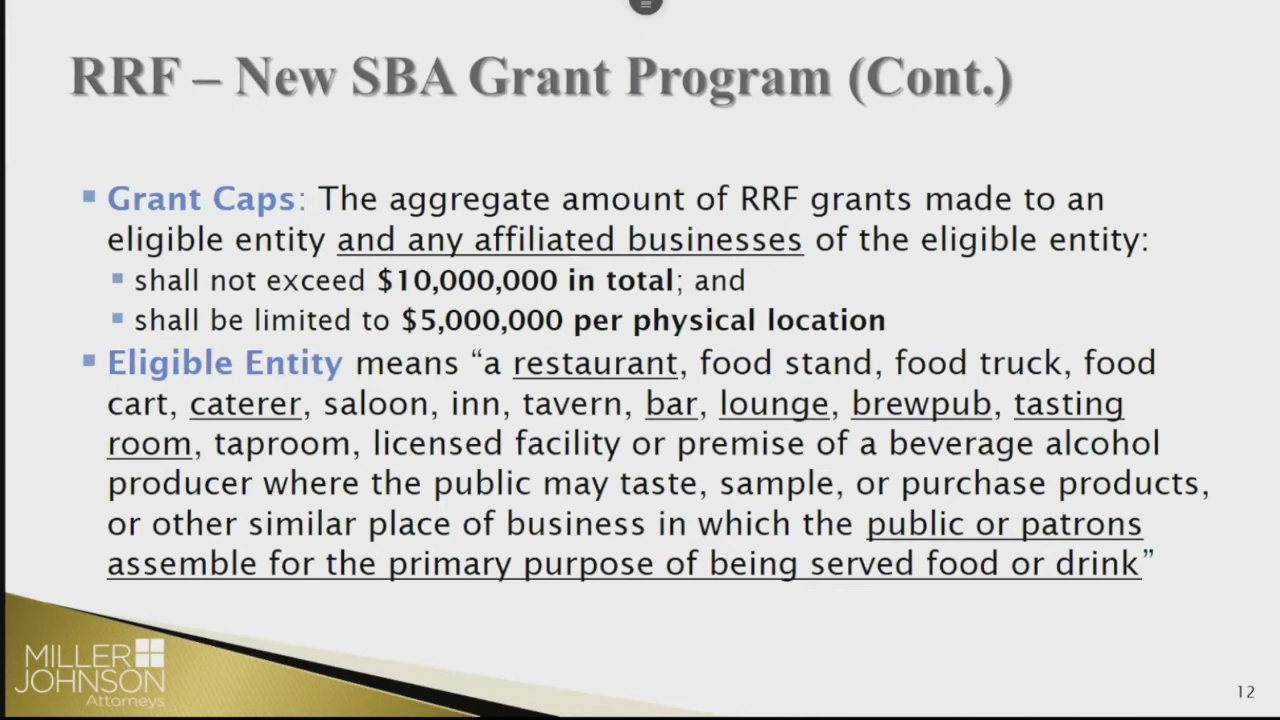 RRF – New SBA Grant Program (Cont.)
Grant Caps: The aggregate amount of RRF grants made to an
eligible entity and any affiliated businesses of the eligible entity:
shall not exceed $10,000,000 in total; and
shall be limited to $5,000,000 per physical location
Eligible Entity means “a restaurant, food stand, food truck, food
cart, caterer, saloon, inn, tavern, bar, lounge, brewpub, tasting
room, taproom, licensed facility or premise of a beverage alcohol
producer where the public may taste, sample, or purchase products,
or other similar place of business in which the public or patrons
assemble for the primary purpose of being served food or drink”
MILLER
JOHNSON
Attorneys
12